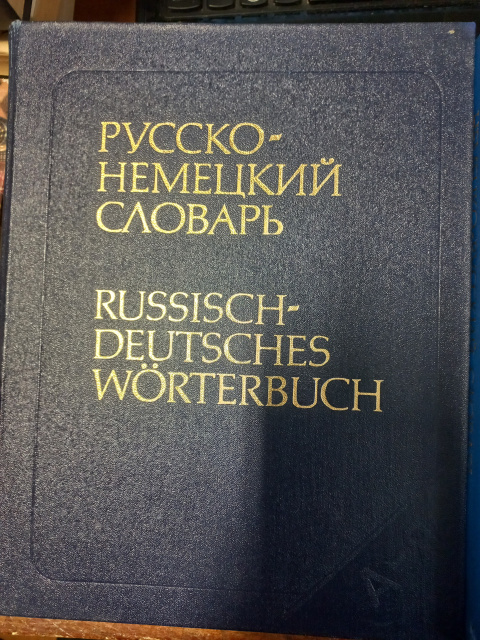 РУССКО-
НЕМЕЦКИЙ
СЛОВАРЬ
RUSSISCH-
DEUTSCHES
WÖRTERBUCH